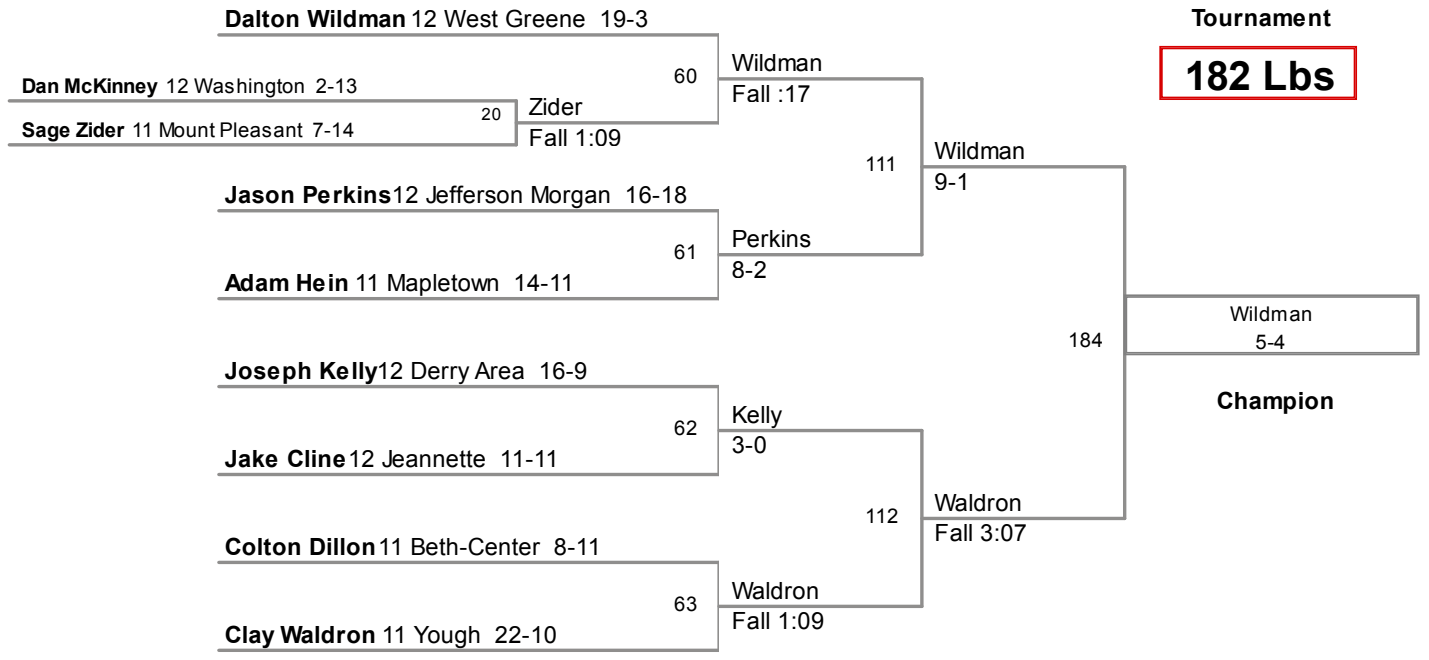 Dalton Wildman 12 West Greene 19-3
Tournament
182 Lbs
Dan McKinney 12 Washington 2-13
20
Sage Zider 11 Mount Pleasant 7-14
Zider
Fall 1:09
60
Wildman
Fall :17
Jason Perkins 12 Jefferson Morgan 16-18
61
Adam Hein 11 Mapletown 14-11
Perkins
8-2
111
Wildman
9-1
Joseph Kelly 12 Derry Area 16-9
62
Jake Cline 12 Jeannette 11-11
Kelly
3-0
Colton Dillon 11 Beth-Center 8-11
63
Clay Waldron 11 Yough 22-10
Waldron
Fall 1:09
112
Waldron
Fall 3:07
184
Wildman
5-4
Champion